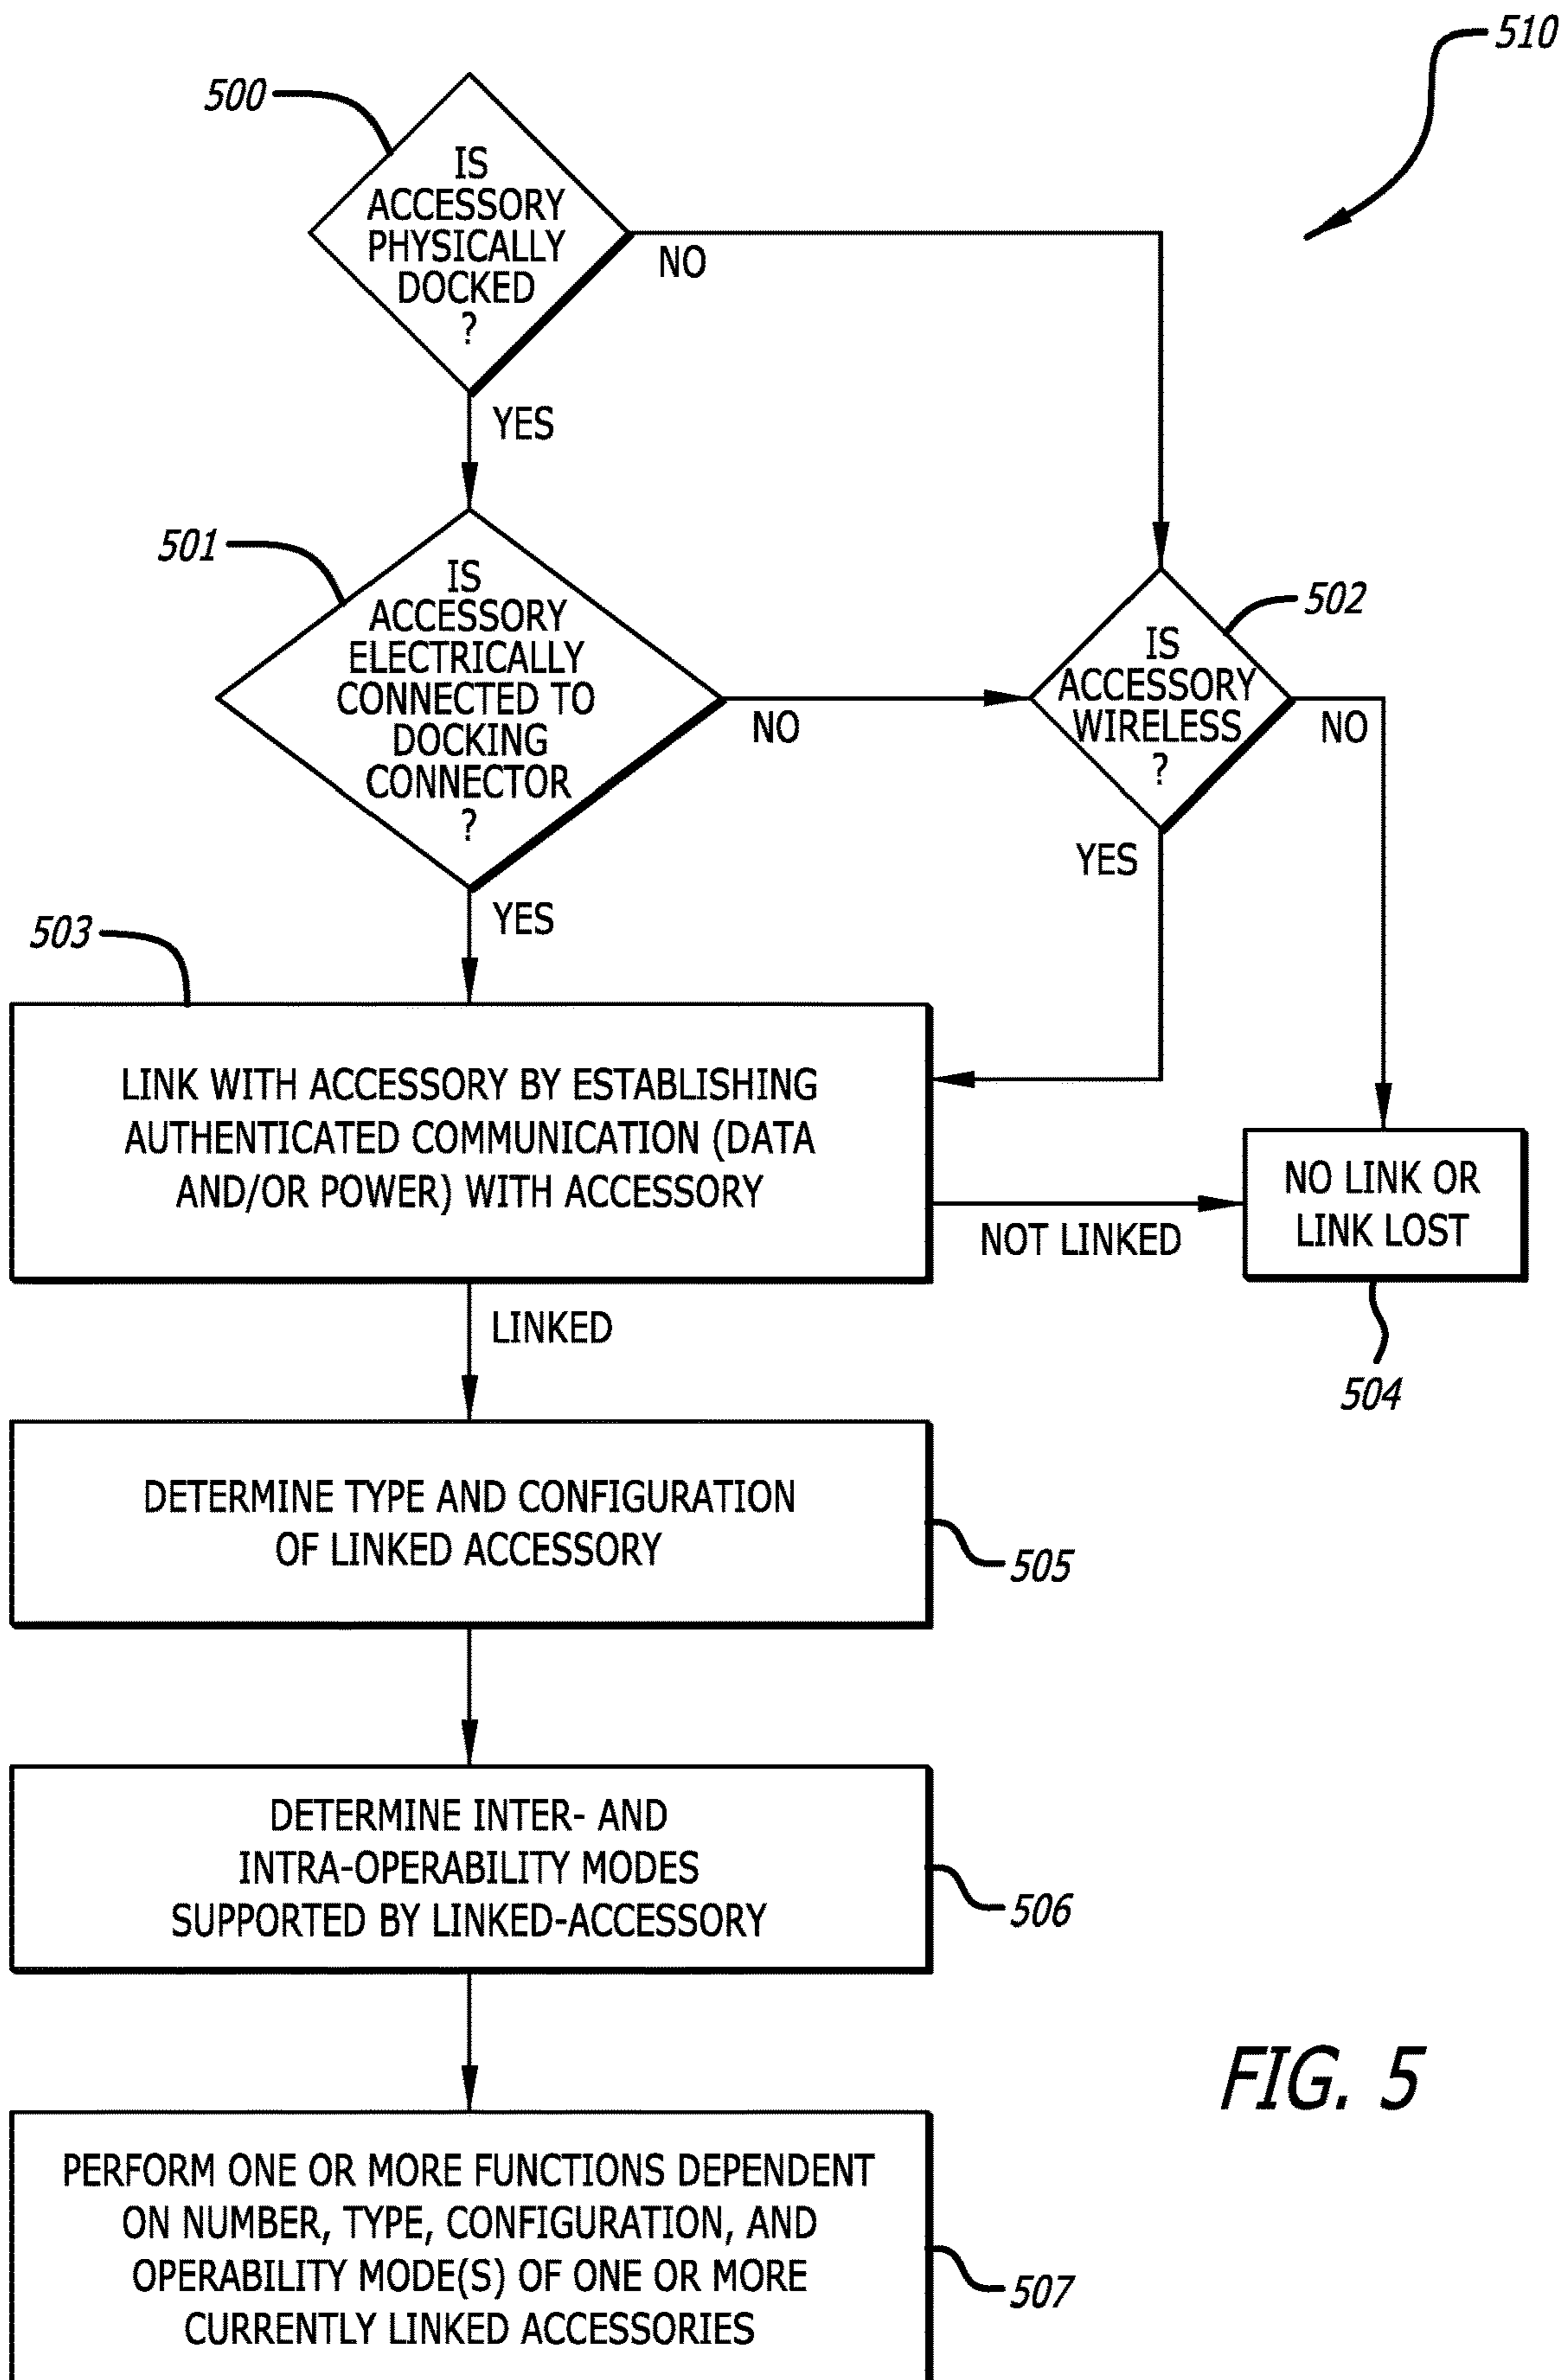 510
500
IS
ACCESSORY
PHYSICALLY
DOCKED
?
NO
YES
501
IS
ACCESSORY
ELECTRICALLY
CONNECTED TO
DOCKING
CONNECTOR
?
NO
YES
502
IS
ACCESSORY
WIRELESS
?
NO
YES
503
LINK WITH ACCESSORY BY ESTABLISHING
AUTHENTICATED COMMUNICATION (DATA
AND/OR POWER) WITH ACCESSORY
NOT LINKED
NO LINK OR
LINK LOST
504
LINKED
DETERMINE TYPE AND CONFIGURATION
OF LINKED ACCESSORY
505
DETERMINE INTER- AND
INTRA-OPERABILITY MODES
SUPPORTED BY LINKED-ACCESSORY
506
FIG. 5
PERFORM ONE OR MORE FUNCTIONS DEPENDENT
ON NUMBER, TYPE, CONFIGURATION, AND
OPERABILITY MODE(S) OF ONE OR MORE
CURRENTLY LINKED ACCESSORIES
507